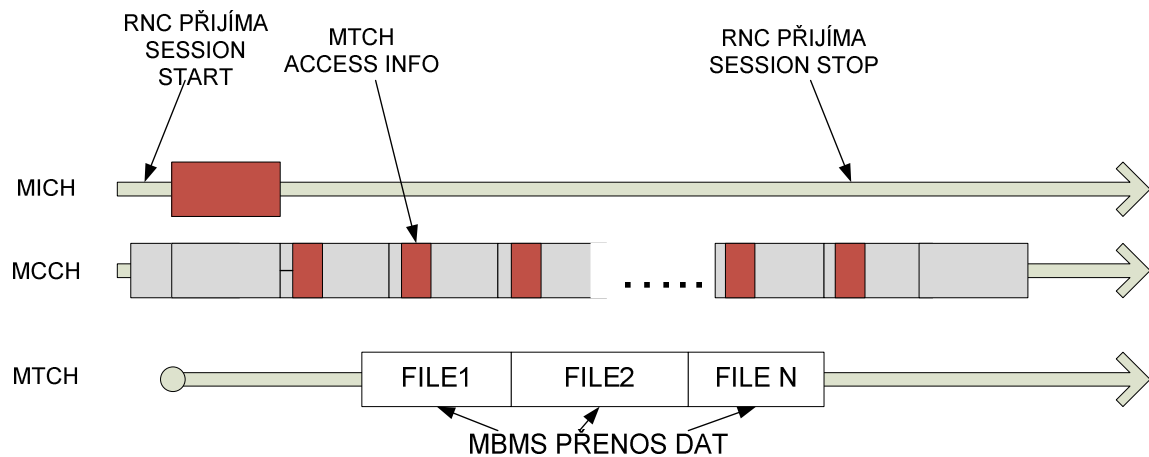 RNC PŘIJÍMA
SESSION
START
MTCH
ACCESS INFO
RNC PŘIJÍMA
SESSION STOP
MICH
MCCH
.....
MTCH
FILE1
FILE2
FILE N
MBMS PŘENOS DAT